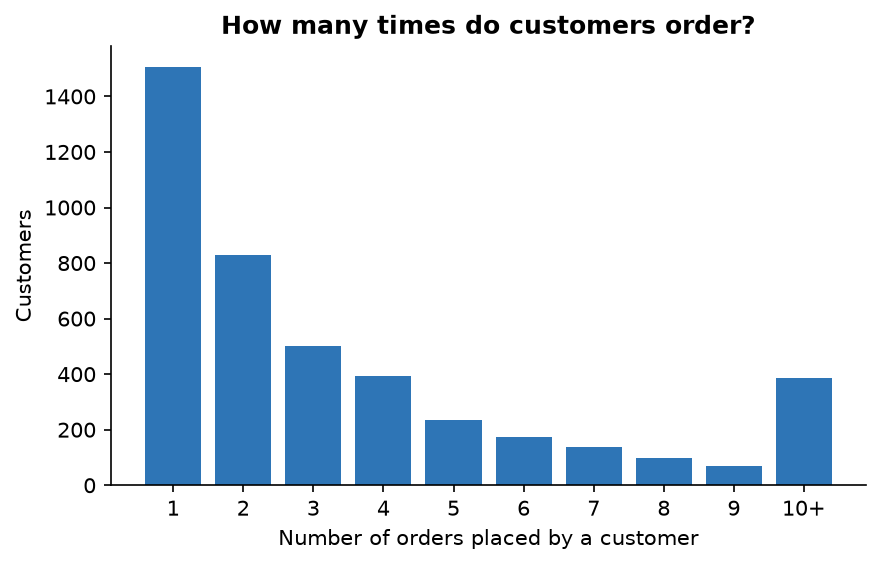 How many times do customers order?
Customers
1400
1200
1000
800
600
400
200
0
1 2 3 4 5 6 7 8 9 10+
Number of orders placed by a customer